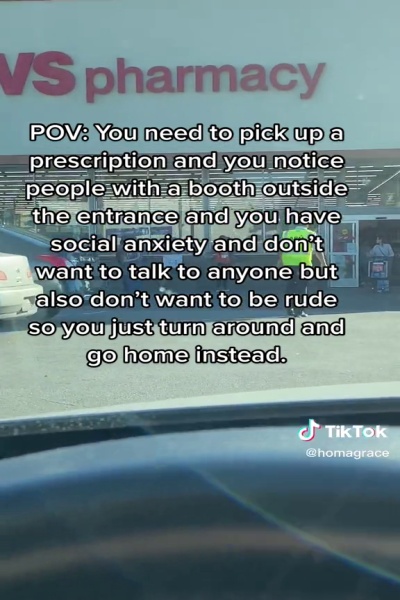 VS pharmacy
POV: You need to pick up a
prescription and you notice
people with a booth outside
the entrance and you have
social anxiety and don't
want to talk to anyone but
also don't want to be rude
so you just turn around and
go home instead.
TikTok
@homagrace